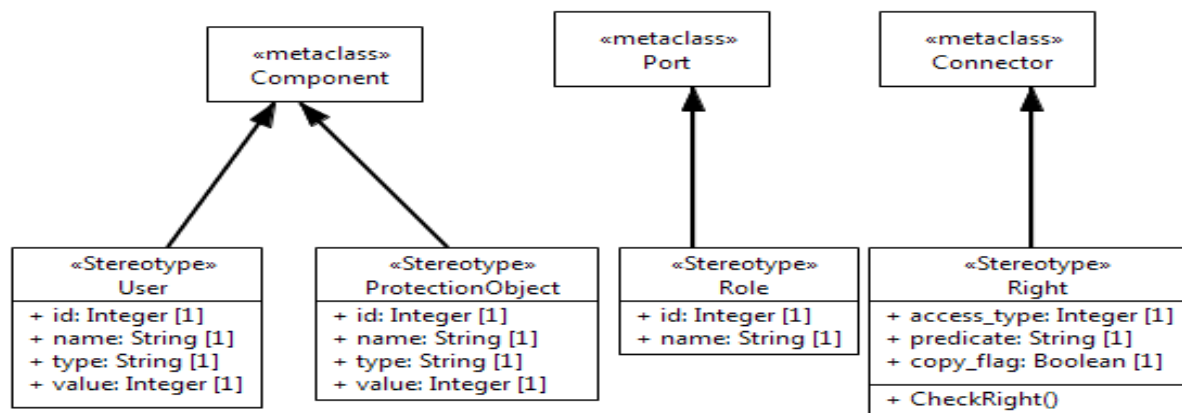 «metaclass»
Component
«metaclass»
Port
«metaclass»
Connector
«Stereotype»
User
+ id: Integer [1]
+ name: String [1]
+ type: String [1]
+ value: Integer [1]
«Stereotype»
ProtectionObject
+ id: Integer [1]
+ name: String [1]
+ type: String [1]
+ value: Integer [1]
«Stereotype»
Role
+ id: Integer [1]
+ name: String [1]
«Stereotype»
Right
+ access_type: Integer [1]
+ predicate: String [1]
+ copy_flag: Boolean [1]
+ CheckRight()